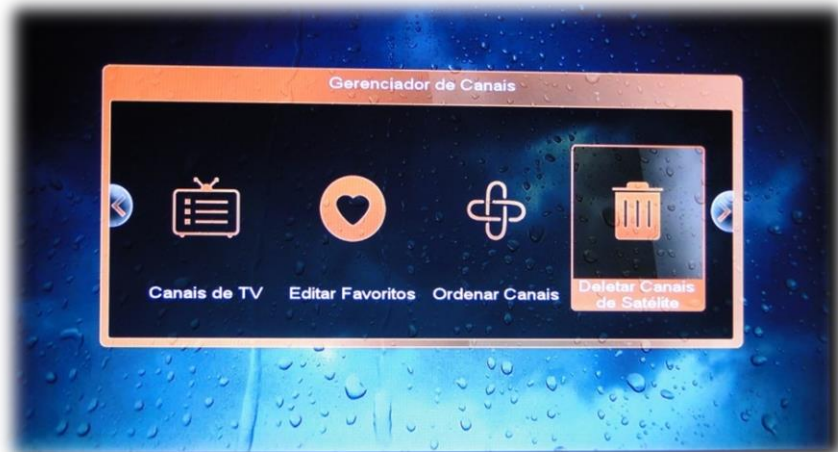 Gerenciador de Canais
Canais de TV
Editar Favoritos
Ordenar Canais
Deletar Canais
de Satélite